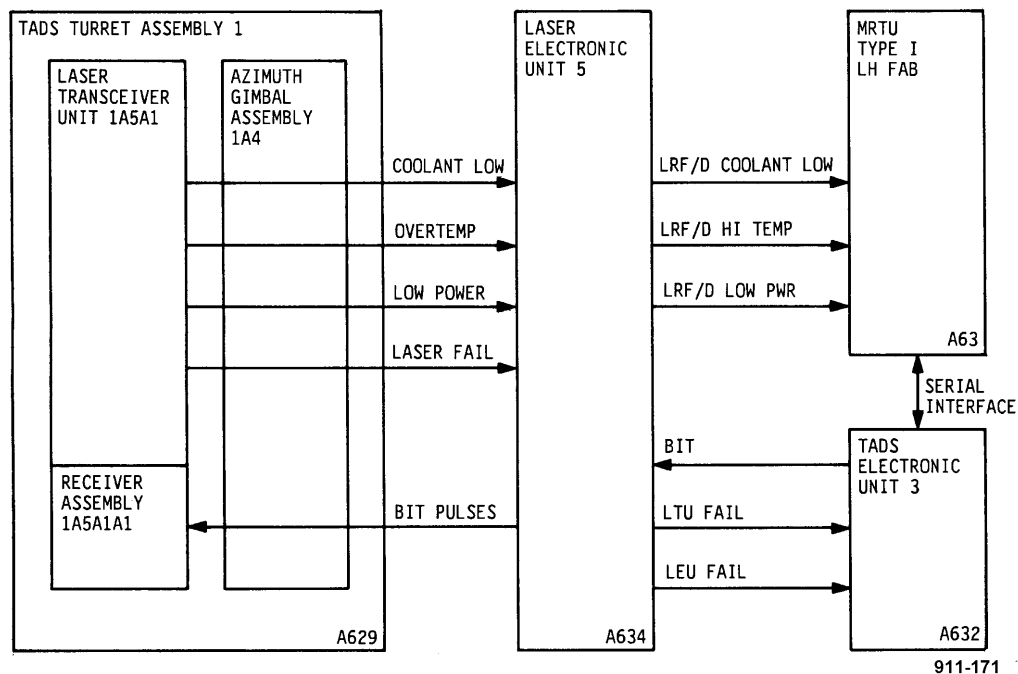 TADS TURRET ASSEMBLY 1
LASER
TRANSCEIVER
UNIT 1A5A1
AZIMUTH
GIMBAL
ASSEMBLY
1A4
RECEIVER
ASSEMBLY
1A5A1A1
A629
COOLANT LOW
OVERTEMP
LOW POWER
LASER FAIL
BIT PULSES
LASER
ELECTRONIC
UNIT 5
A634
LRF/D COOLANT LOW
LRF/D HI TEMP
LRF/D LOW PWR
BIT
LTU FAIL
LEU FAIL
MRTU
TYPE I
LH FAB
A63
SERIAL
INTERFACE
TADS
ELECTRONIC
UNIT 3
A632
911-171